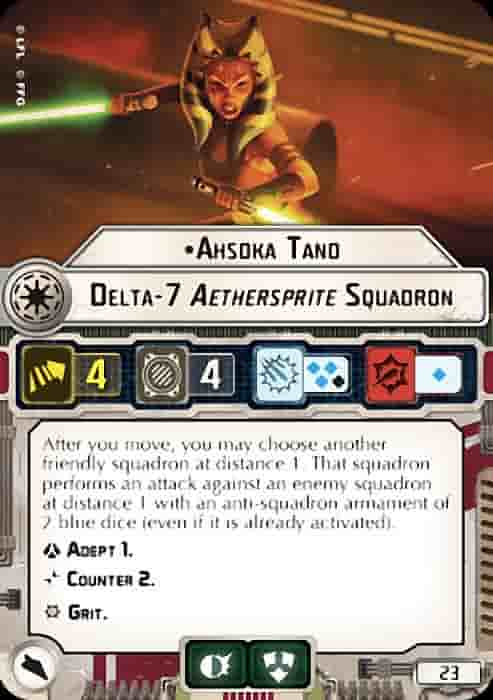 © LFL © FFG
•Ahsoka Tano
Delta-7 Aethersprite Squadron
4 4
After you move, you may choose another
friendly squadron at distance 1. That squadron
performs an attack against an enemy squadron
at distance 1 with an anti-squadron armament of
2 blue dice (even if it is already activated).
Adept 1.
Counter 2.
Grit.
23